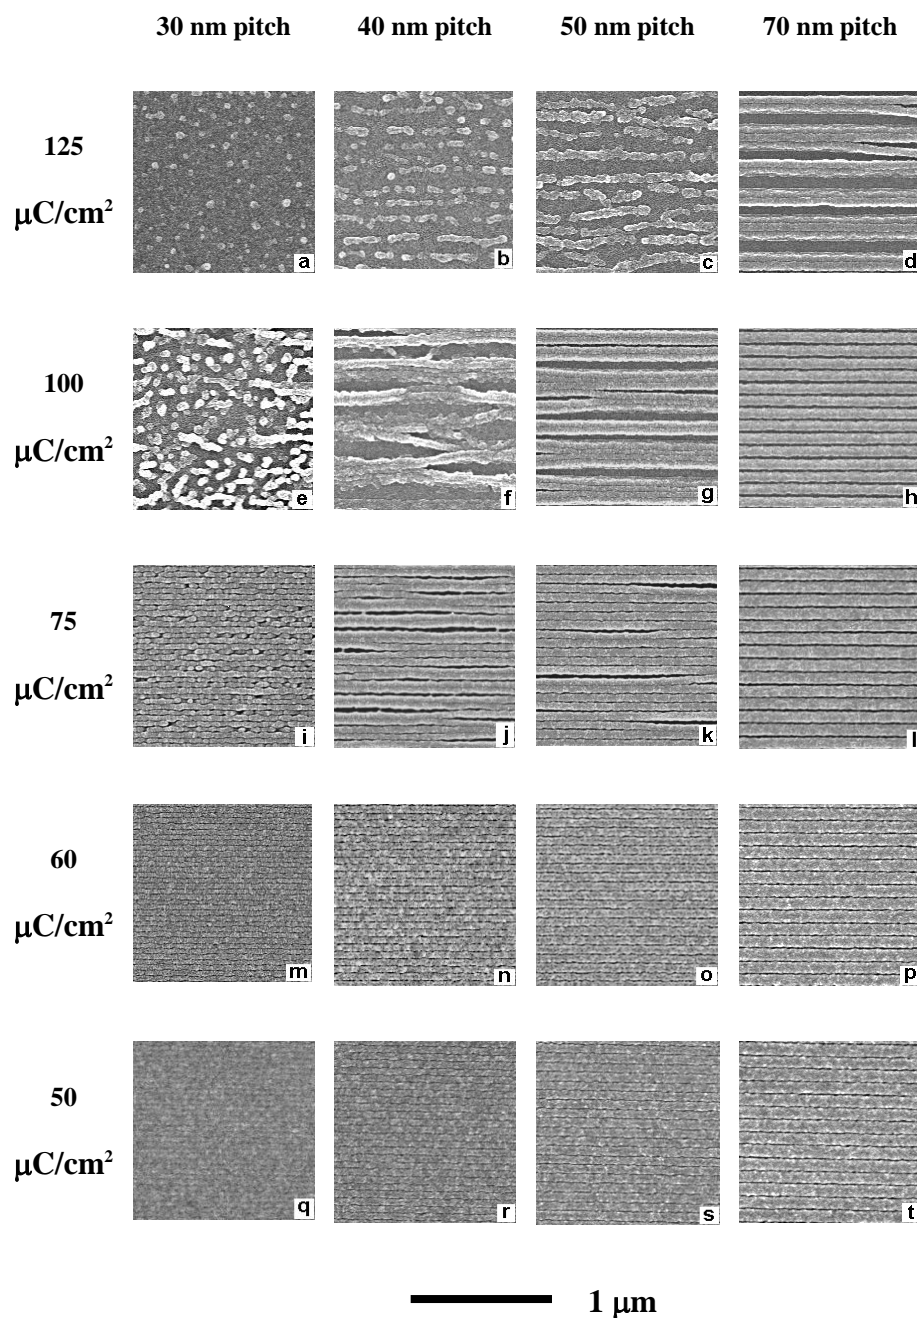 30 nm pitch 40 nm pitch 50 nm pitch 70 nm pitch
125
μC/cm²
a b c d
100
μC/cm²
e f g h
75
μC/cm²
i j k l
60
μC/cm²
m n o p
50
μC/cm²
q r s t
1 μm